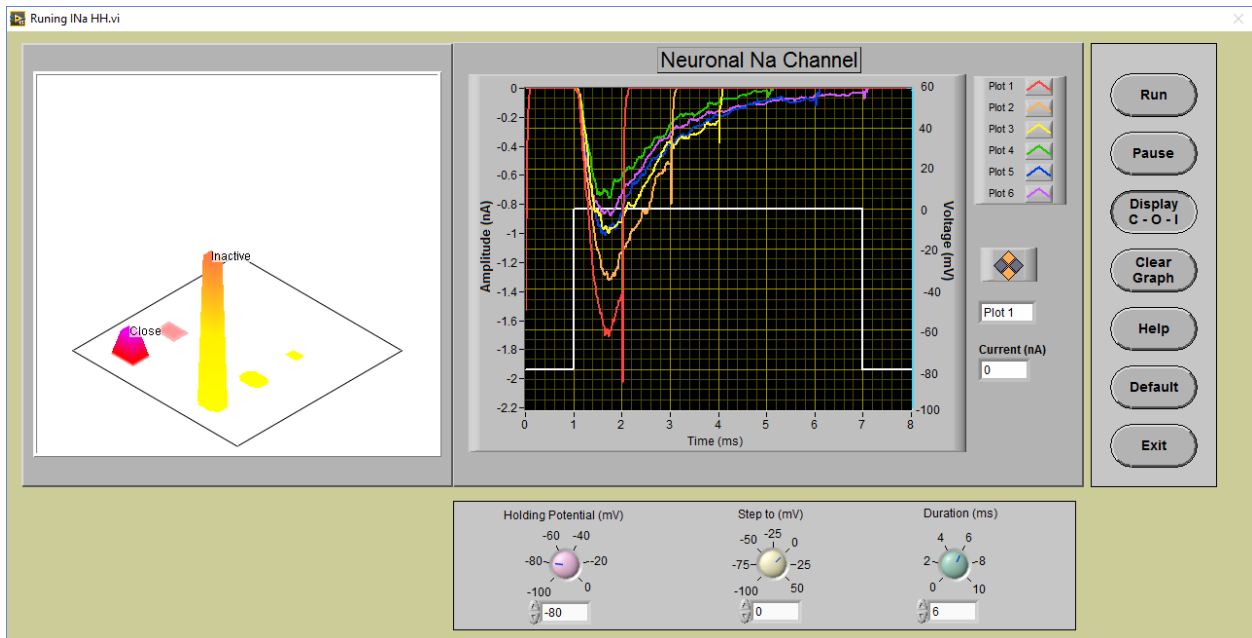 Runing INa HH.vi
Inactive
Close
Neuronal Na Channel
Amplitude (nA)
0
-0.2
-0.4
-0.6
-0.8
-1
-1.2
-1.4
-1.6
-1.8
-2
-2.2
0 1 2 3 4 5 6 7 8
Time (ms)
60
40
20
0
-20
-40
-60
-80
-100
Voltage (mV)
Plot 1
Plot 2
Plot 3
Plot 4
Plot 5
Plot 6
Plot 1
Current (nA)
0
Run
Pause
Display
C - O - I
Clear
Graph
Help
Default
Exit
Holding Potential (mV)
-60 -40
-80 -20
-100 0
-80
Step to (mV)
-25
-50 0
-75 -25
-100 50
0
Duration (ms)
4 6
2 8
0 10
6